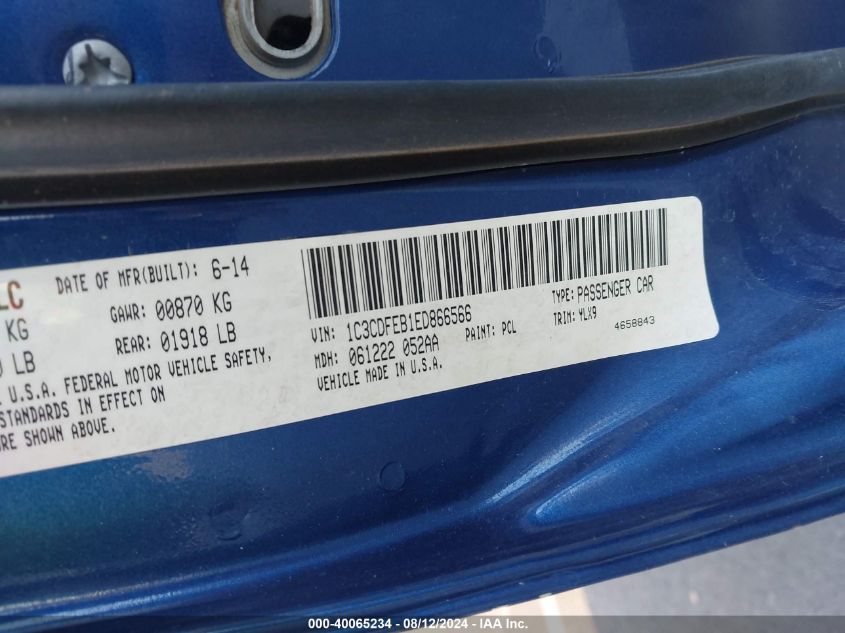 LC DATE OF MFR(BUILT): 6-14
KG GAWR: 00870 KG
LB REAR: 01918 LB
U.S.A. FEDERAL MOTOR VEHICLE SAFETY,
STANDARDS IN EFFECT ON
SHOWN ABOVE.
VIN: 1C3CDFEB1ED866566 TYPE: PASSENGER CAR
MDH: 061222 052AA PAINT: PCL TRIM: YLX9
VEHICLE MADE IN U.S.A. 4658843
000-40065234 - 08/12/2024 - IAA Inc.